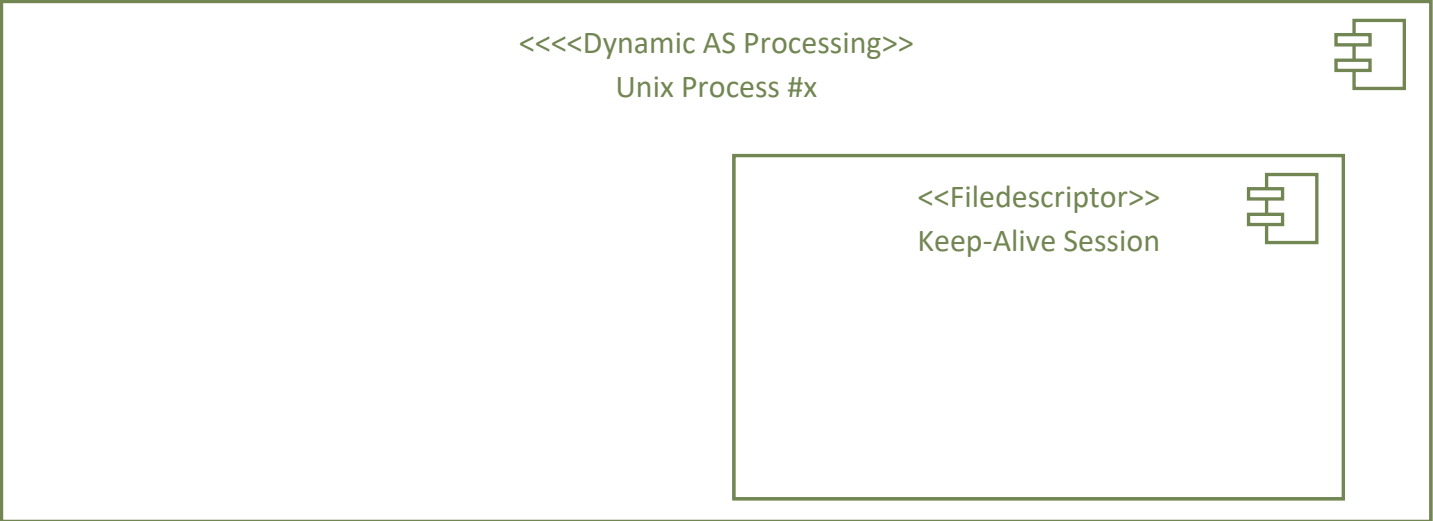 <<<<Dynamic AS Processing>>
Unix Process #x
<<Filedescriptor>>
Keep-Alive Session